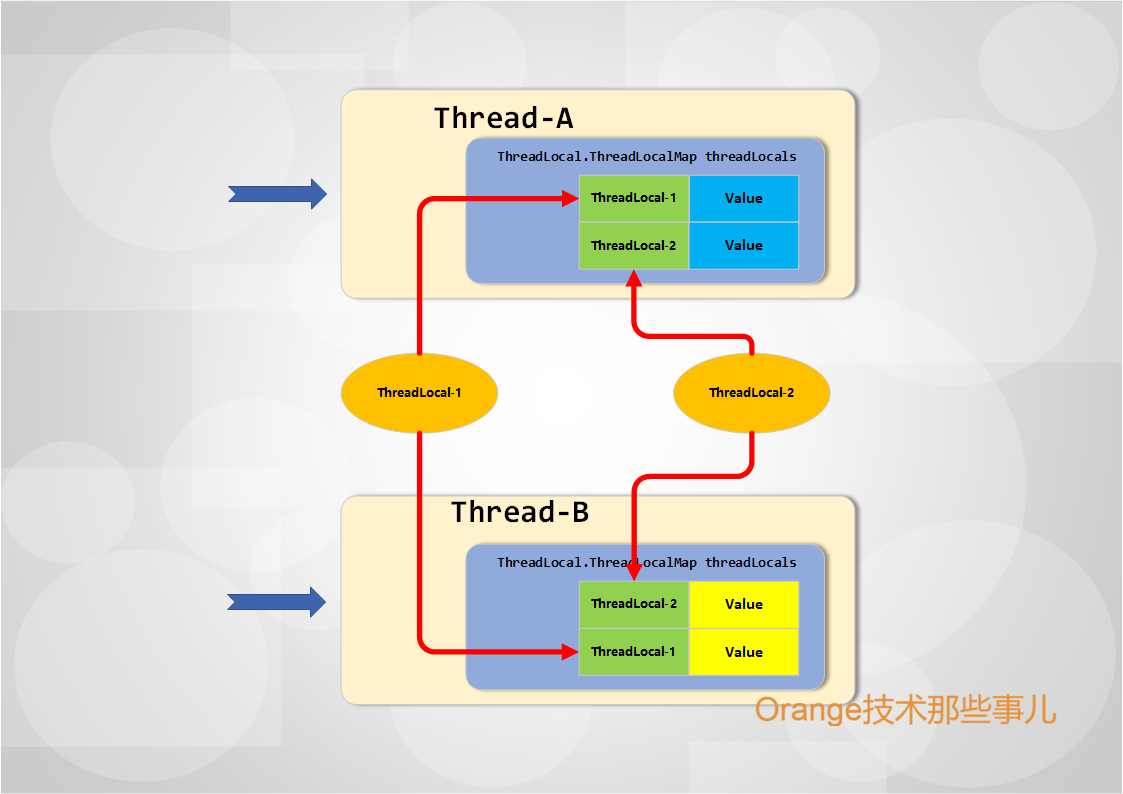 Thread-A
ThreadLocal.ThreadLocalMap threadLocals
ThreadLocal-1 Value
ThreadLocal-2 Value
ThreadLocal-1 ThreadLocal-2
Thread-B
ThreadLocal.ThreadLocalMap threadLocals
ThreadLocal-2 Value
ThreadLocal-1 Value
Orange技术那些事儿